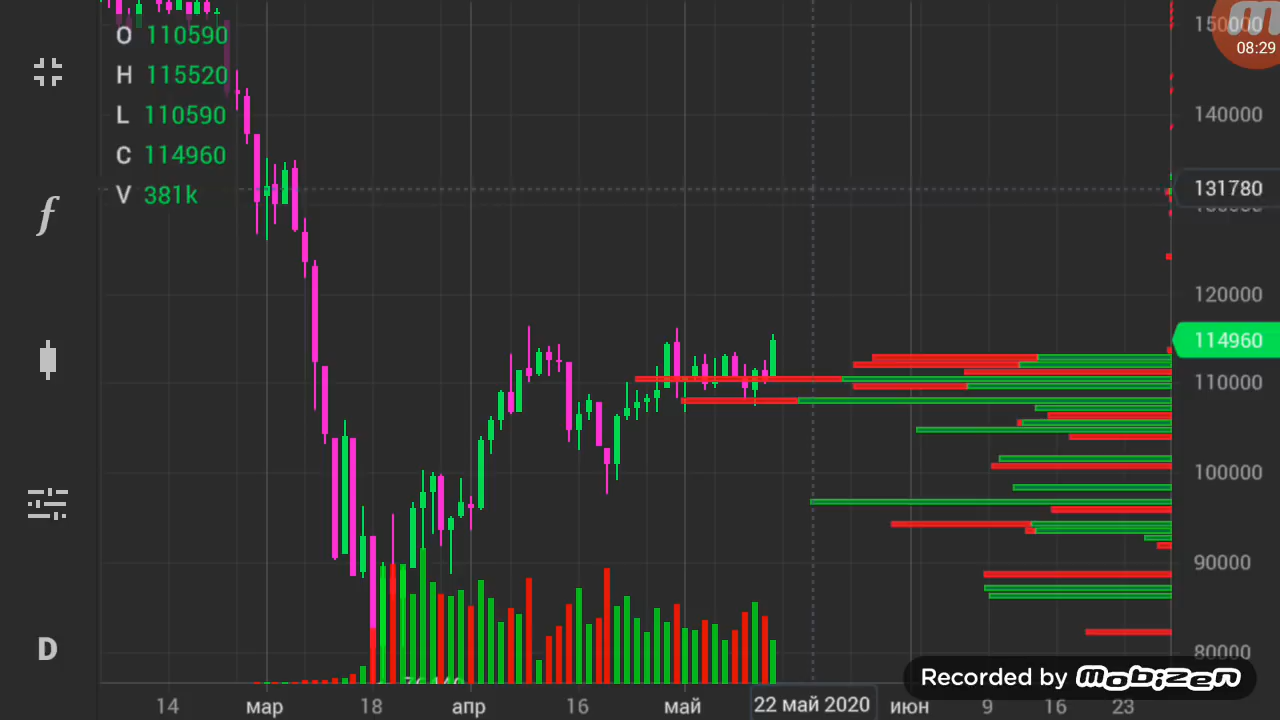 O 110590
H 115520
L 110590
C 114960
V 381k
150000
08:29
140000
131780
120000
114960
110000
100000
90000
80000
f
D
Recorded by mobizen
14 мар 18 апр 16 май 22 май 2020 июн 9 16 23